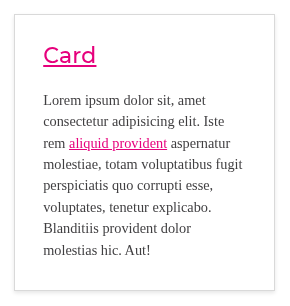 Card
Lorem ipsum dolor sit, amet
consectetur adipisicing elit. Iste
rem aliquid provident aspernatur
molestiae, totam voluptatibus fugit
perspiciatis quo corrupti esse,
voluptates, tenetur explicabo.
Blanditiis provident dolor
molestias hic. Aut!